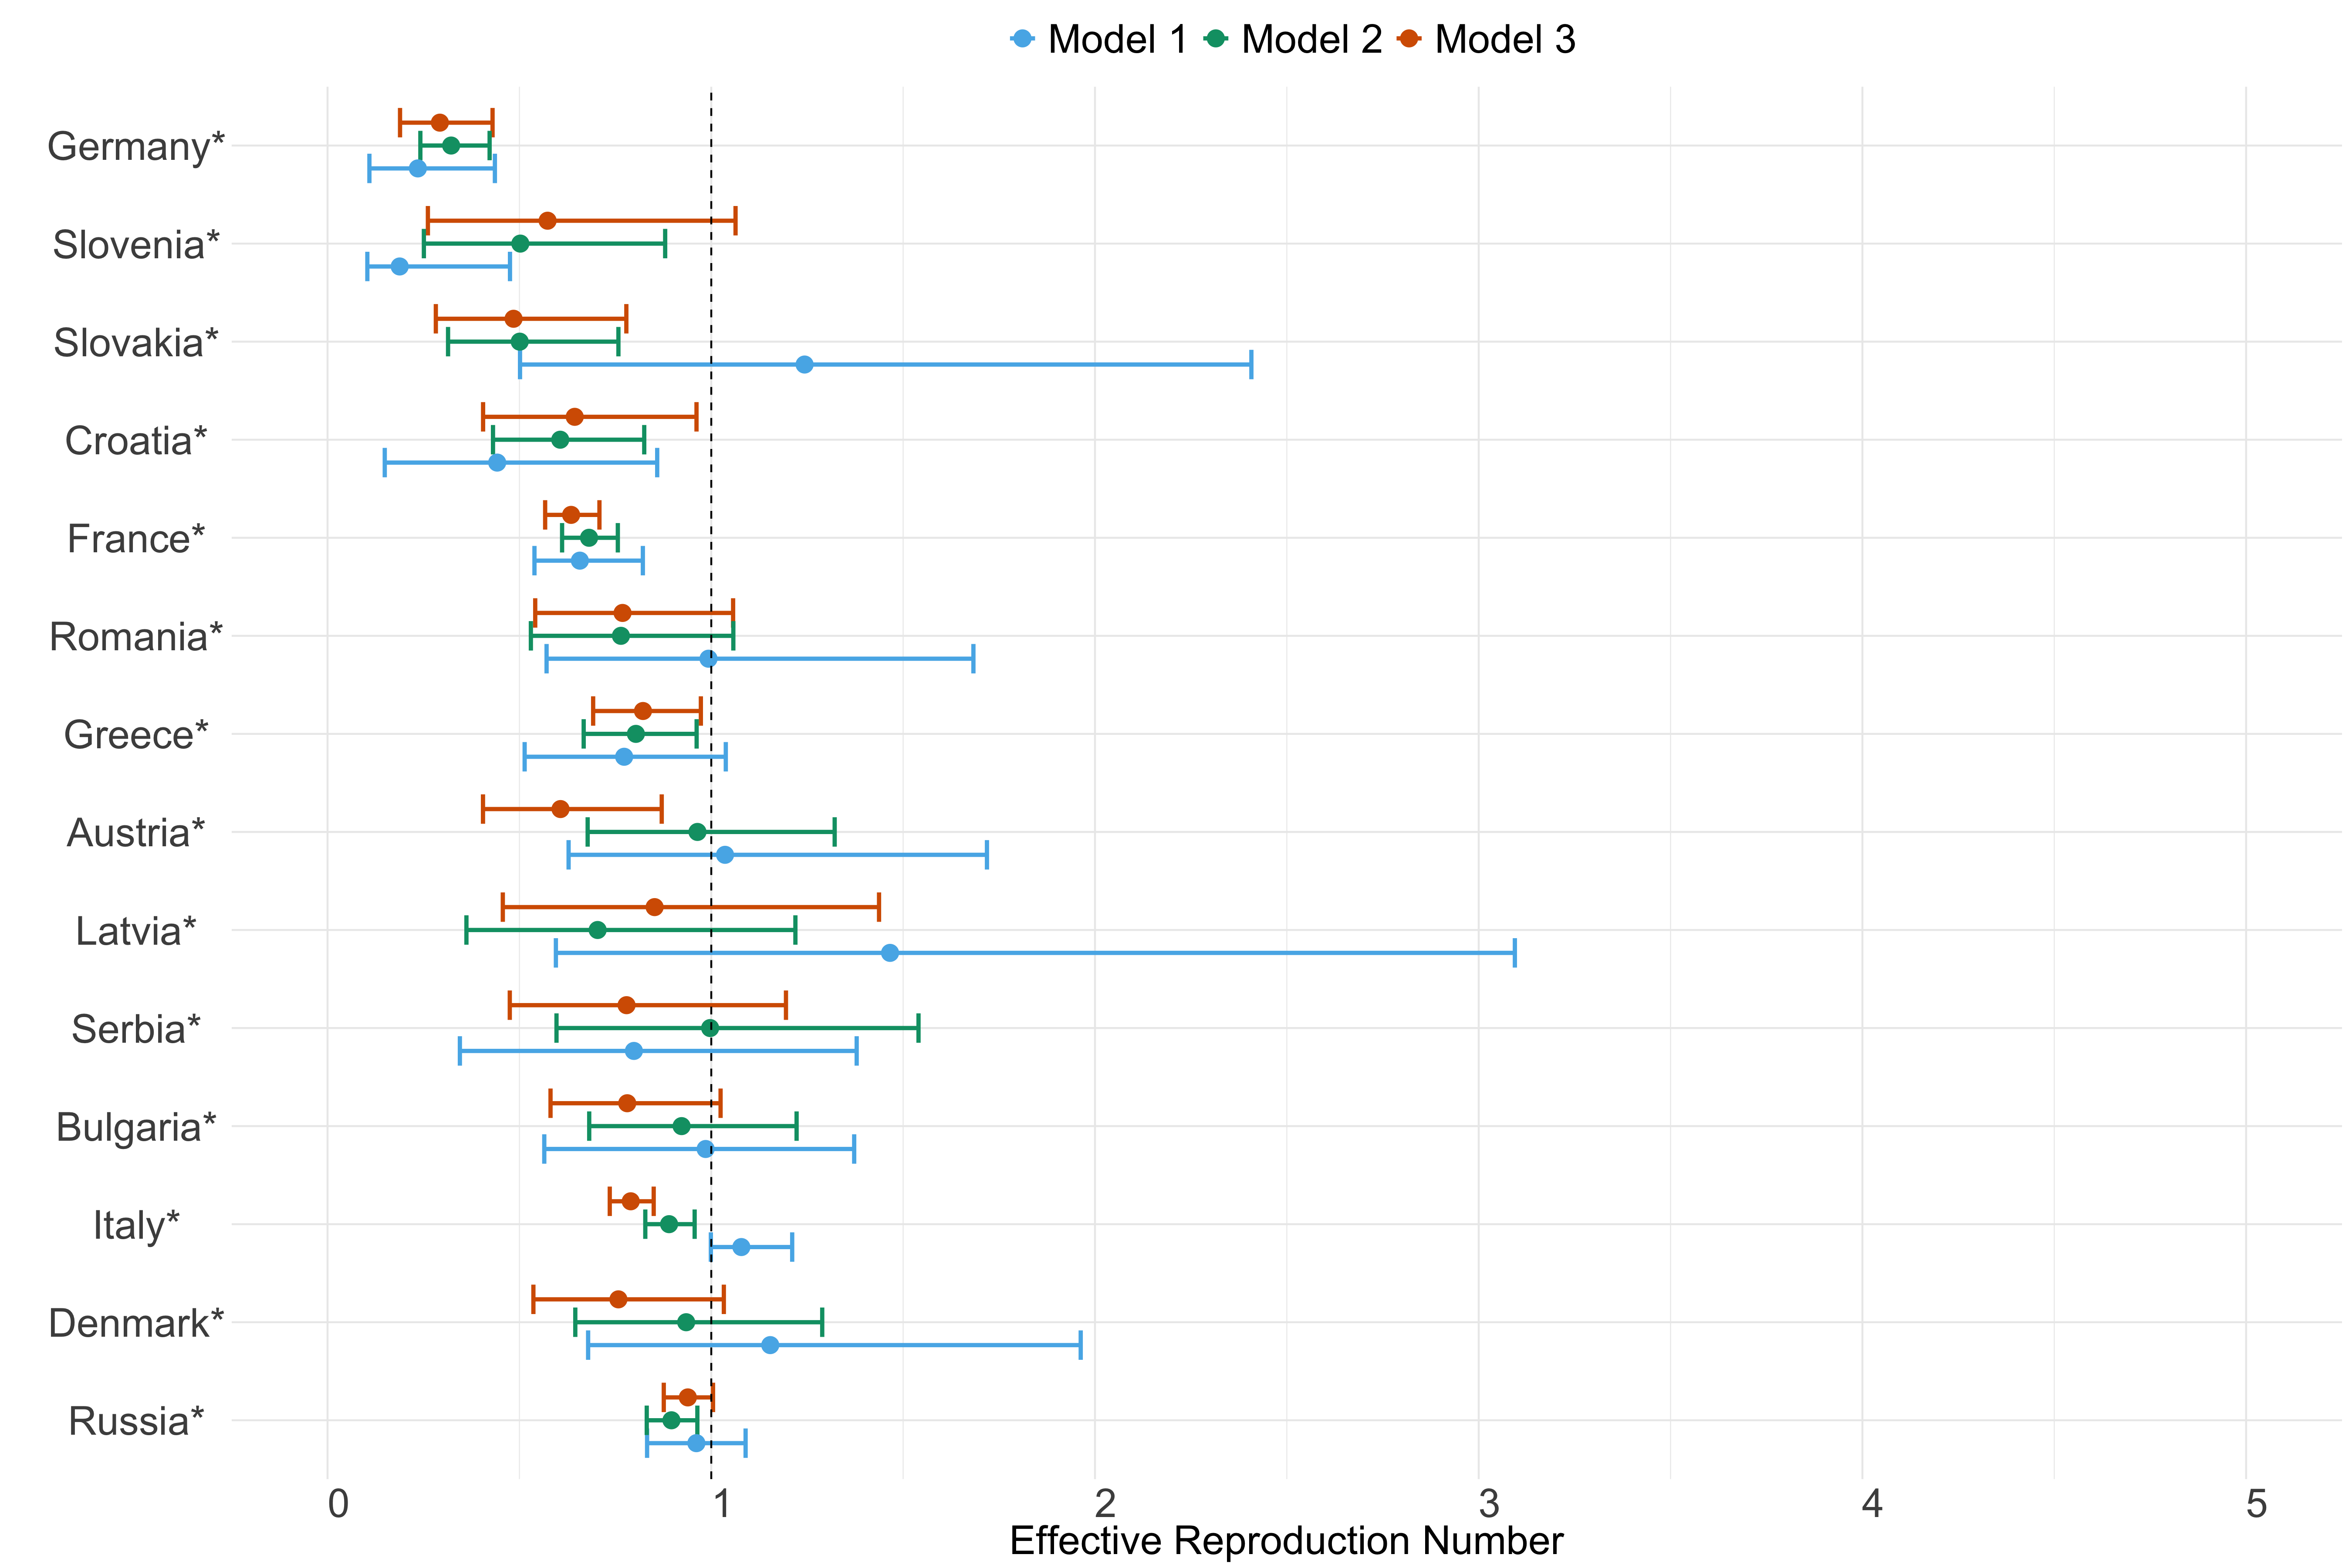 Model 1 Model 2 Model 3
Germany*
Slovenia*
Slovakia*
Croatia*
France*
Romania*
Greece*
Austria*
Latvia*
Serbia*
Bulgaria*
Italy*
Denmark*
Russia*
0 1 2 3 4 5
Effective Reproduction Number